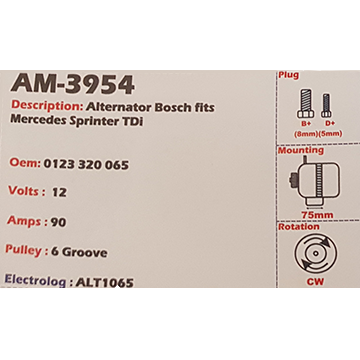 AM-3954
Description: Alternator Bosch fits
Mercedes Sprinter TDi
Oem: 0123 320 065
Volts : 12
Amps : 90
Pulley : 6 Groove
Electrolog : ALT1065
Plug
B+ D+
(8mm)(5mm)
Mounting
75mm
Rotation
CW